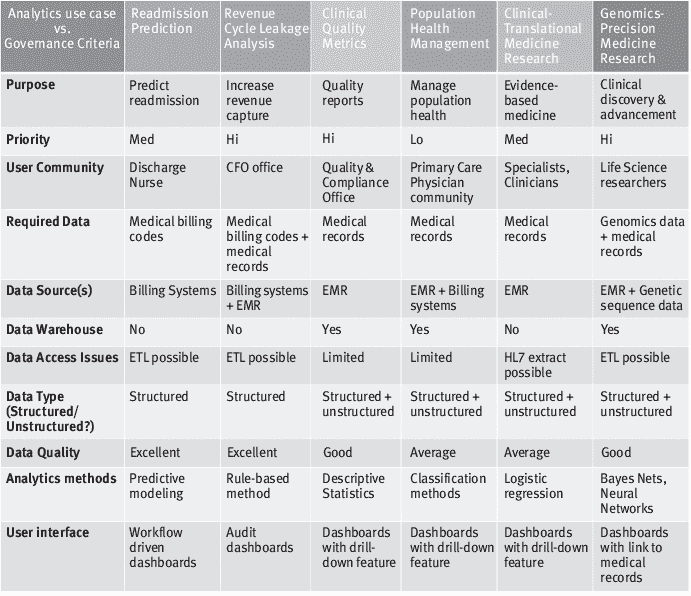 Analytics use case vs. Governance Criteria | Readmission Prediction | Revenue Cycle Leakage Analysis | Clinical Quality Metrics | Population Health Management | Clinical-Translational Medicine Research | Genomics-Precision Medicine Research
Purpose | Predict readmission | Increase revenue capture | Quality reports | Manage population health | Evidence-based medicine | Clinical discovery & advancement
Priority | Med | Hi | Hi | Lo | Med | Hi
User Community | Discharge Nurse | CFO office | Quality & Compliance Office | Primary Care Physician community | Specialists, Clinicians | Life Science researchers
Required Data | Medical billing codes | Medical billing codes + medical records | Medical records | Medical records | Medical records | Genomics data + medical records
Data Source(s) | Billing Systems | Billing systems + EMR | EMR | EMR + Billing systems | EMR | EMR + Genetic sequence data
Data Warehouse | No | No | Yes | Yes | No | Yes
Data Access Issues | ETL possible | ETL possible | Limited | Limited | HL7 extract possible | ETL possible
Data Type (Structured/ Unstructured?) | Structured | Structured | Structured + unstructured | Structured + unstructured | Structured + unstructured | Structured + unstructured
Data Quality | Excellent | Excellent | Good | Average | Average | Good
Analytics methods | Predictive modeling | Rule-based method | Descriptive Statistics | Classification methods | Logistic regression | Bayes Nets, Neural Networks
User interface | Workflow driven dashboards | Audit dashboards | Dashboards with drill-down feature | Dashboards with drill-down feature | Dashboards with drill-down feature | Dashboards with link to medical records